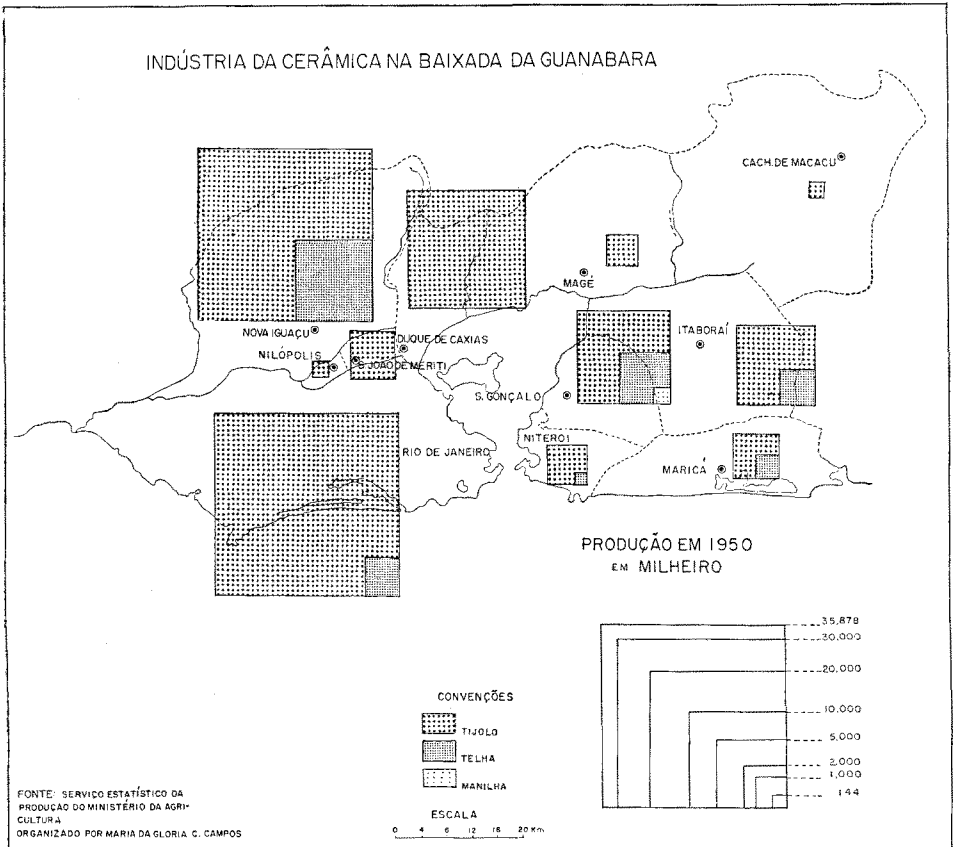 INDÚSTRIA DA CERÂMICA NA BAIXADA DA GUANABARA
CACH. DE MACACU
MAGÉ
NOVA IGUAÇU
DUQUE DE CAXIAS
ITABORAÍ
NILÓPOLIS
S. JOÃO DE MERITI
S. GONÇALO
NITEROI
RIO DE JANEIRO
MARICÁ
PRODUÇÃO EM 1950
EM MILHEIRO
35,878
30,000
20,000
10,000
5,000
2,000
1,000
144
CONVENÇÕES
TIJOLO
TELHA
MANILHA
FONTE: SERVIÇO ESTATÍSTICO DA
PRODUÇÃO DO MINISTÉRIO DA AGRI-
CULTURA
ORGANIZADO POR MARIA DA GLORIA C. CAMPOS
ESCALA
0 4 8 12 16 20 Km